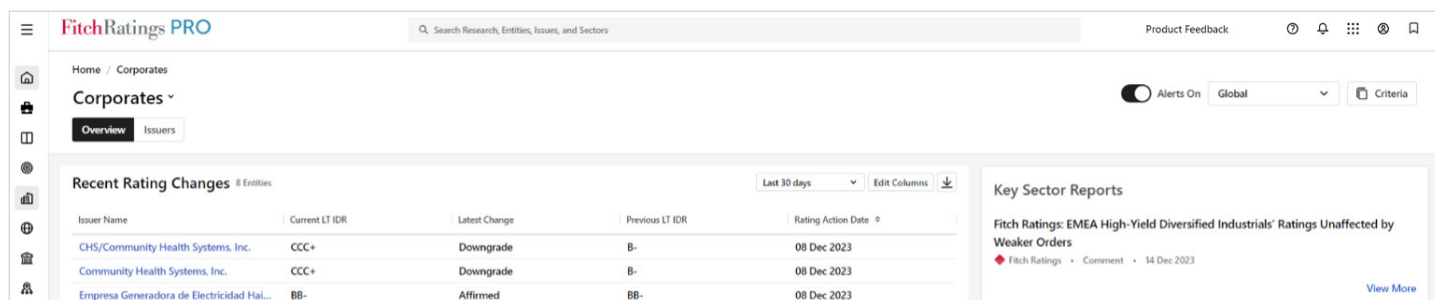 FitchRatings PRO
Search Research, Entities, Issues, and Sectors
Product Feedback
Home / Corporates
Corporates
Alerts On
Global
Criteria
Overview
Issuers
Recent Rating Changes 8 Entities
Last 30 days
Edit Columns
Issuer Name Current LT IDR Latest Change Previous LT IDR Rating Action Date
CHS/Community Health Systems, Inc. CCC+ Downgrade B- 08 Dec 2023
Community Health Systems, Inc. CCC+ Downgrade B- 08 Dec 2023
Empresa Generadora de Electricidad Hai... BB- Affirmed BB- 08 Dec 2023
Key Sector Reports
Fitch Ratings: EMEA High-Yield Diversified Industrials' Ratings Unaffected by
Weaker Orders
Fitch Ratings • Comment • 14 Dec 2023
View More